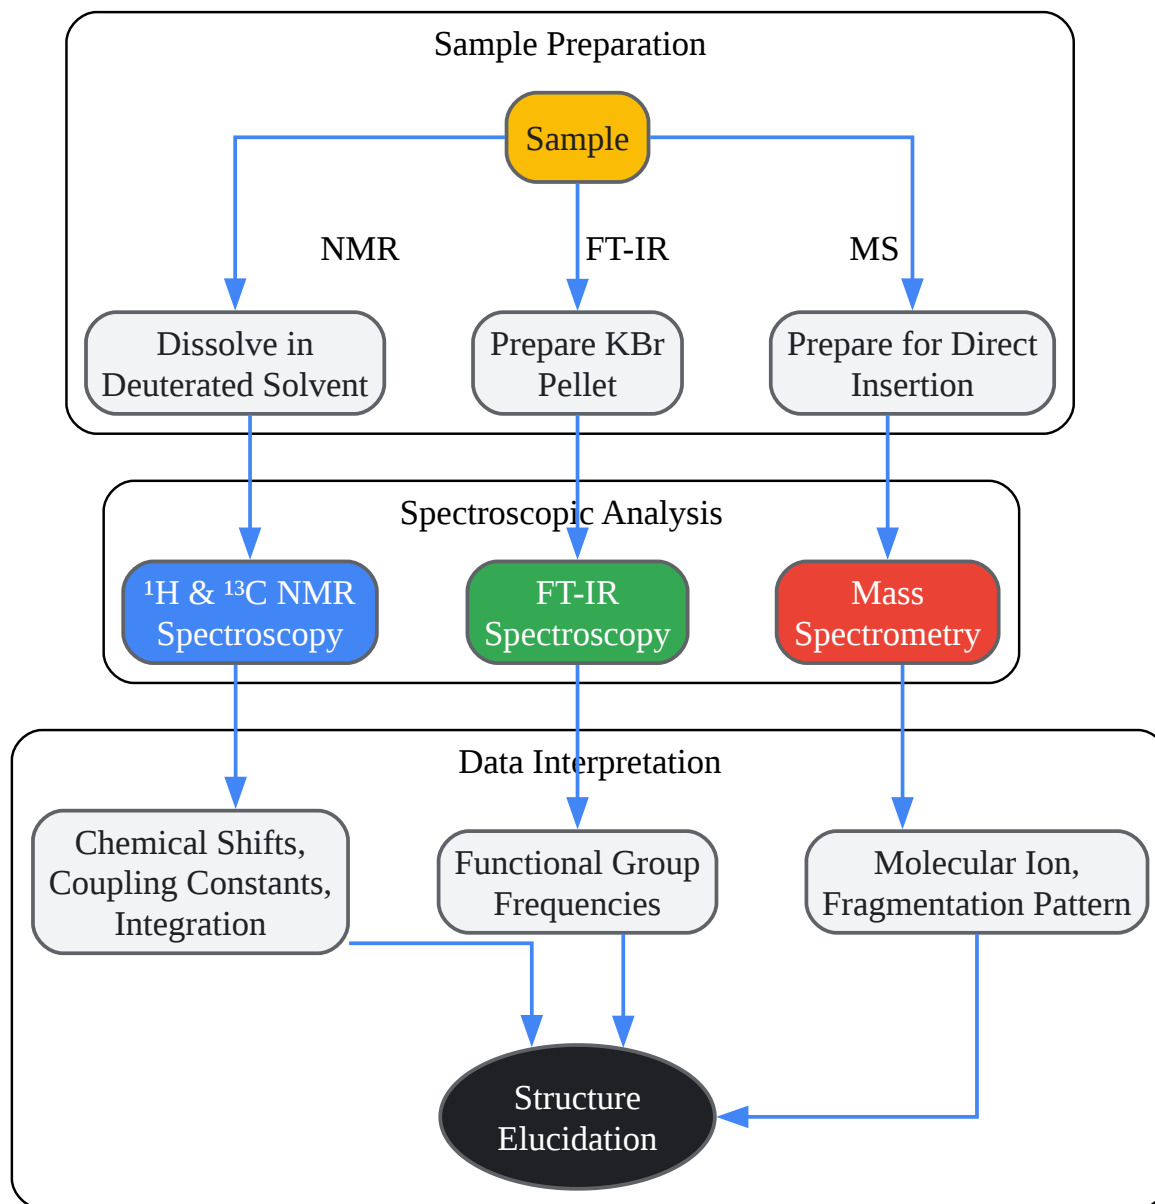 Sample Preparation
Sample
NMR
FT-IR
MS
Dissolve in
Deuterated Solvent
Prepare KBr
Pellet
Prepare for Direct
Insertion
Spectroscopic Analysis
¹H & ¹³C NMR
Spectroscopy
FT-IR
Spectroscopy
Mass
Spectrometry
Data Interpretation
Chemical Shifts,
Coupling Constants,
Integration
Functional Group
Frequencies
Molecular Ion,
Fragmentation Pattern
Structure
Elucidation